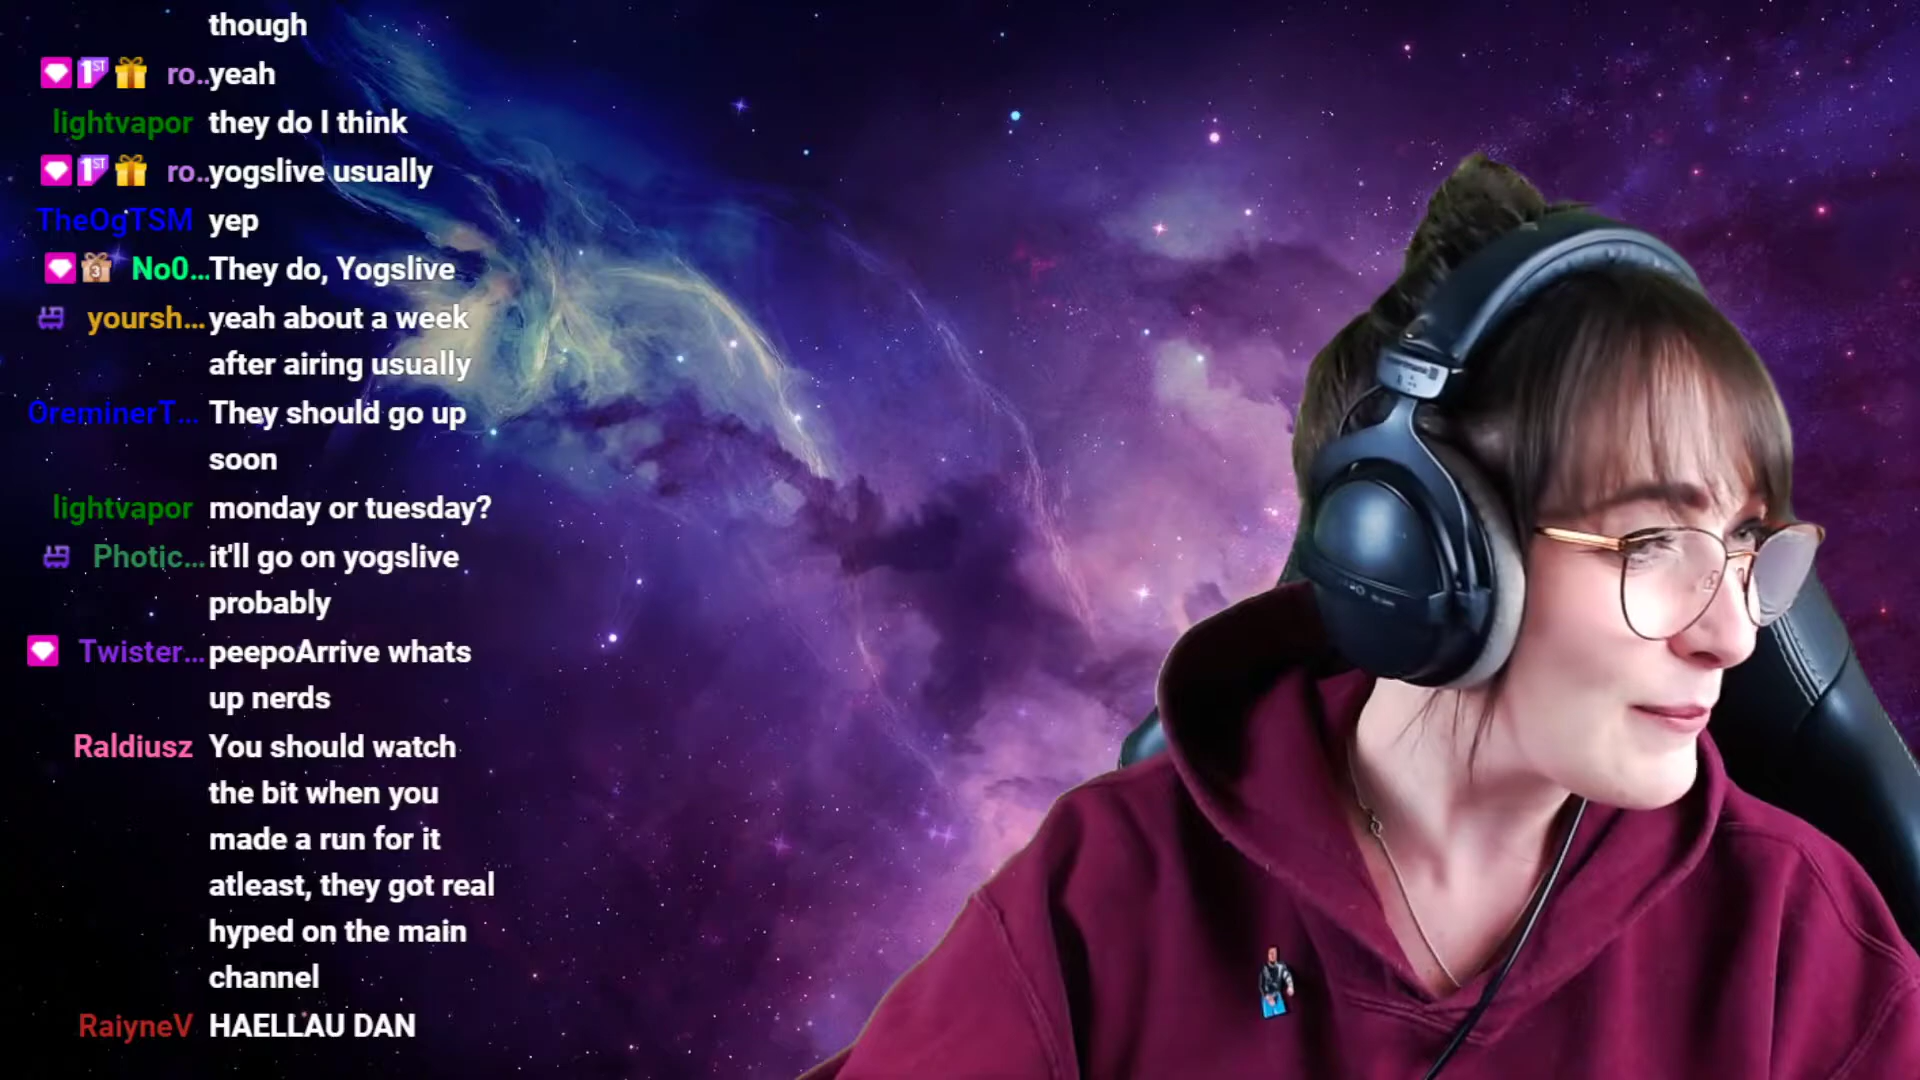 though
1ST ro..yeah
lightvapor they do I think
1ST ro..yogslive usually
TheOgTSM yep
3 No0...They do, Yogslive
yoursh...yeah about a week
after airing usually
OreminerT... They should go up
soon
lightvapor monday or tuesday?
Photic...it'll go on yogslive
probably
Twister...peepoArrive whats
up nerds
Raldiusz You should watch
the bit when you
made a run for it
atleast, they got real
hyped on the main
channel
RaiyneV HAELLAU DAN